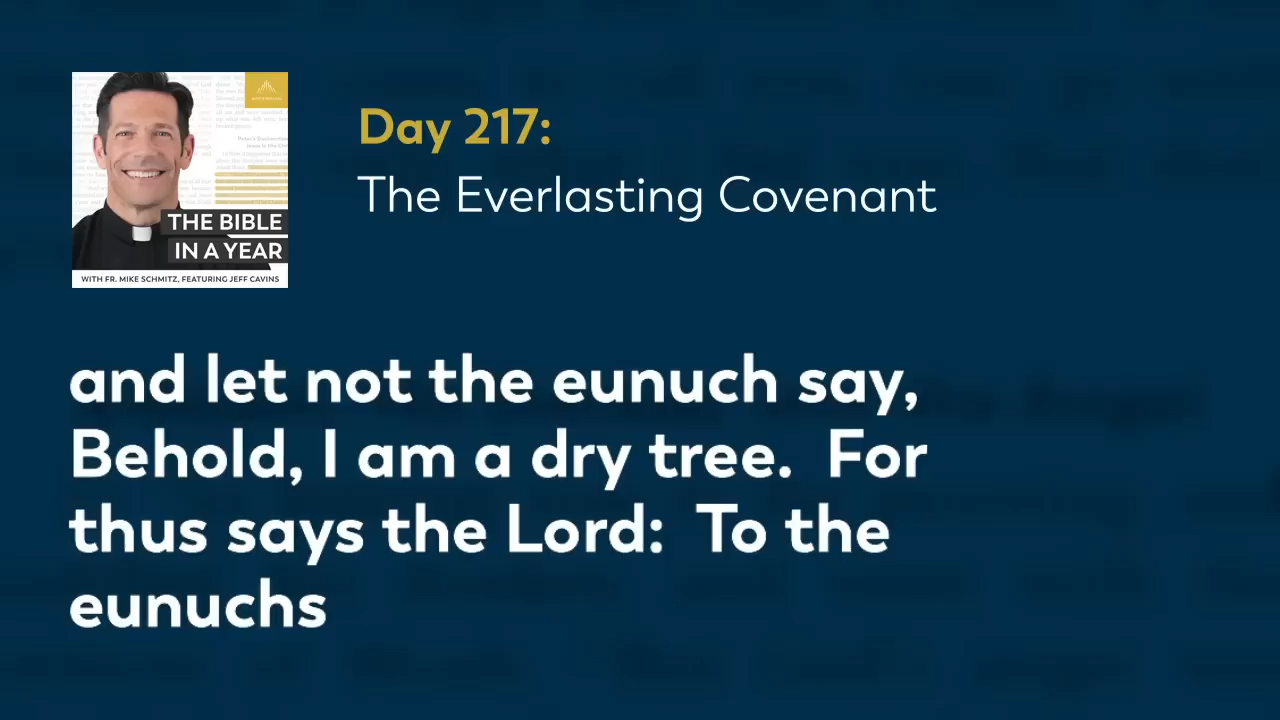 THE BIBLE
IN A YEAR
WITH FR. MIKE SCHMITZ, FEATURING JEFF CAVINS
Day 217:
The Everlasting Covenant
and let not the eunuch say,
Behold, I am a dry tree.  For
thus says the Lord:  To the
eunuchs